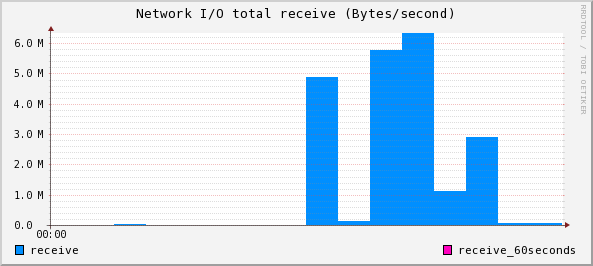 Network I/O total receive (Bytes/second)
RRDTOOL / TOBI OETIKER
6.0 M
5.0 M
4.0 M
3.0 M
2.0 M
1.0 M
0.0
00:00
receive
receive_60seconds